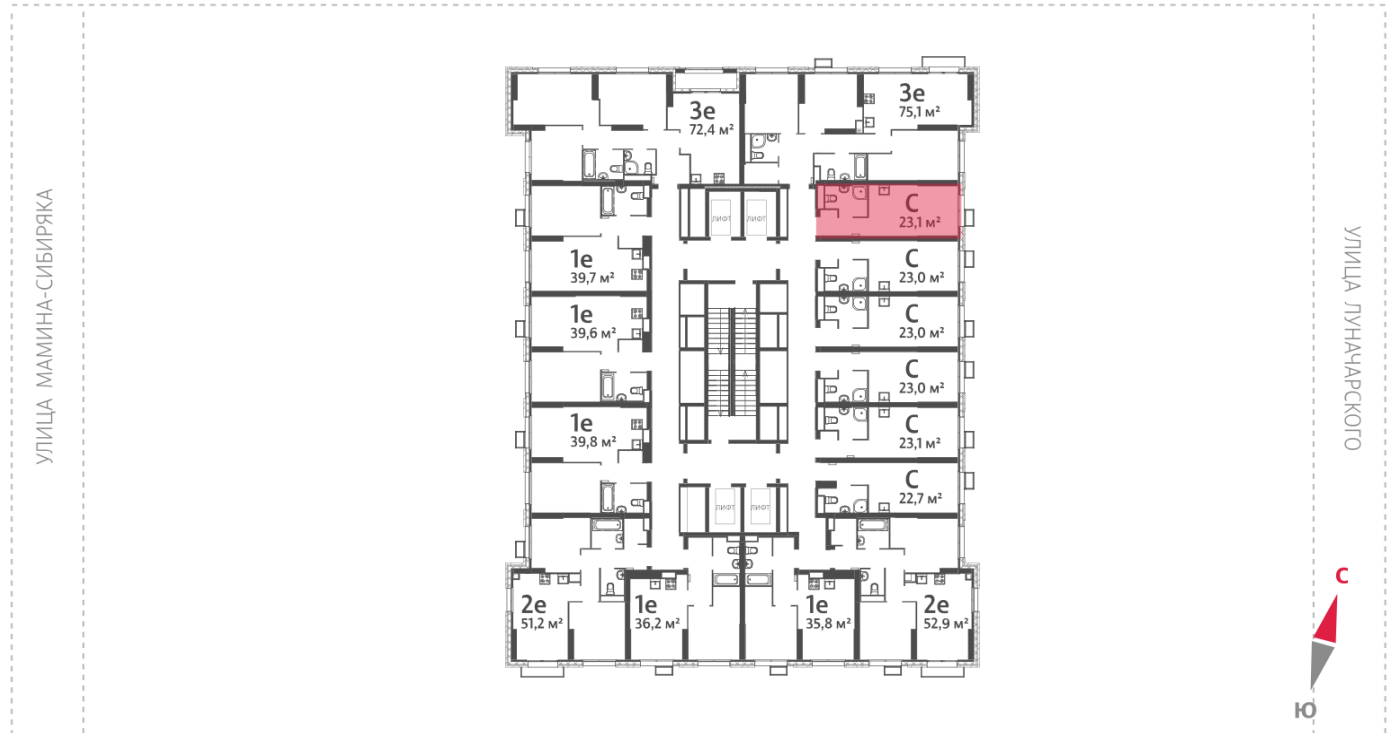 УЛИЦА МАМИНА-СИБИРЯКА
3е
72,4 м²
3е
75,1 м²
ЛИФТ
ЛИФТ
С
23,1 м²
1е
39,7 м²
С
23,0 м²
1е
39,6 м²
С
23,0 м²
С
23,0 м²
1е
39,8 м²
С
23,1 м²
С
22,7 м²
ЛИФТ
ЛИФТ
2е
51,2 м²
1е
36,2 м²
1е
35,8 м²
2е
52,9 м²
УЛИЦА ЛУНАЧАРСКОГО
С
Ю